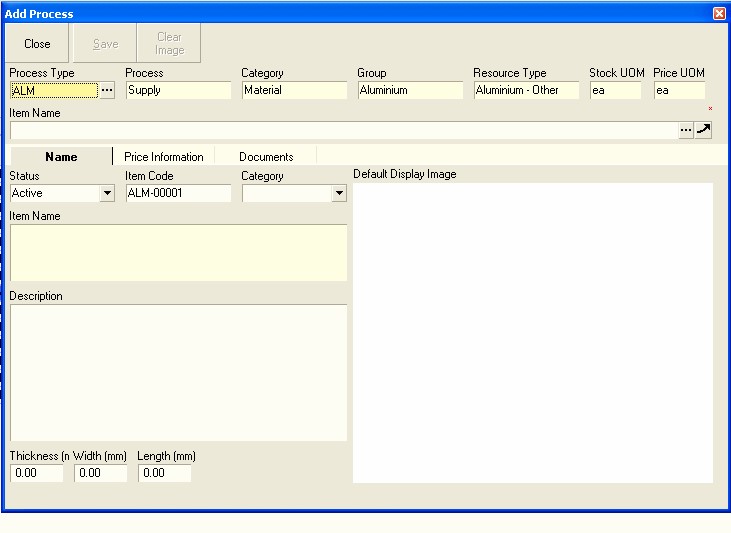 Add Process
Close Save Clear Image
Process Type Process Category Group Resource Type Stock UOM Price UOM
ALM ... Supply Material Aluminium Aluminium - Other ea ea
Item Name *
...
Name Price Information Documents
Status Item Code Category Default Display Image
Active ALM-00001
Item Name
Description
Thickness (n Width (mm) Length (mm)
0.00 0.00 0.00